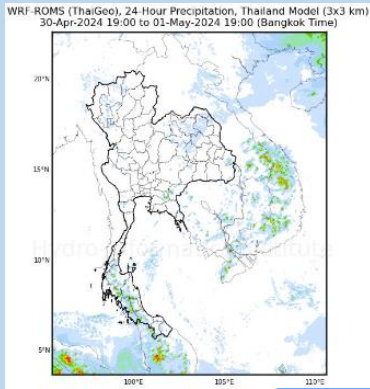 WRF-ROMS (ThaiGeo), 24-Hour Precipitation, Thailand Model (3x3 km)
30-Apr-2024 19:00 to 01-May-2024 19:00 (Bangkok Time)
20°N
15°N
10°N
5°N
100°E
105°E
110°E